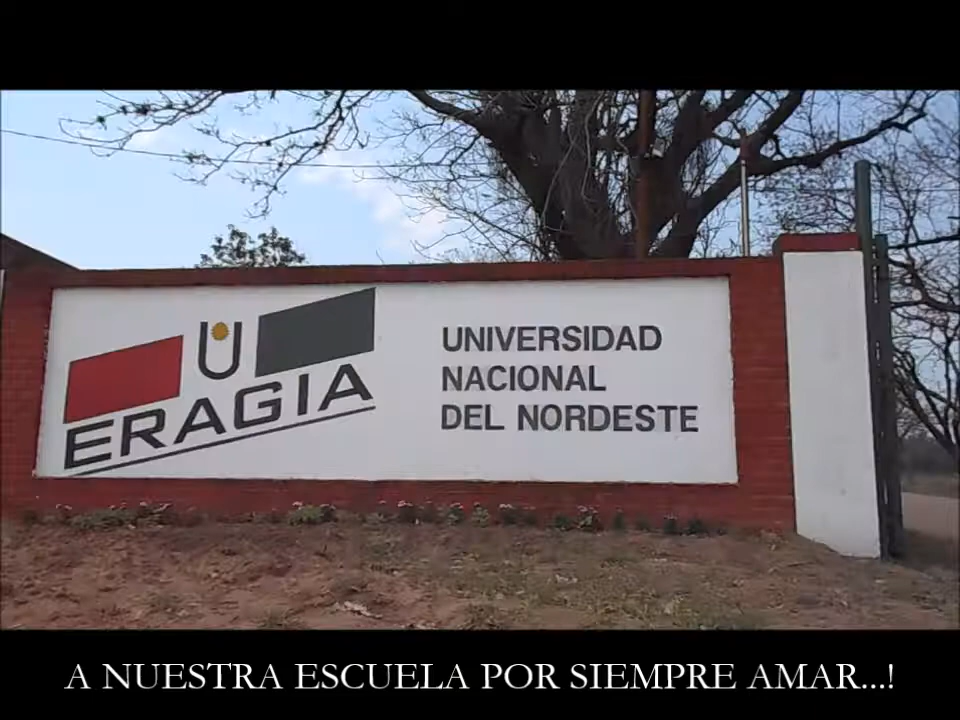 ERAGIA
UNIVERSIDAD
NACIONAL
DEL NORDESTE.
A NUESTRA ESCUELA POR SIEMPRE AMAR...!